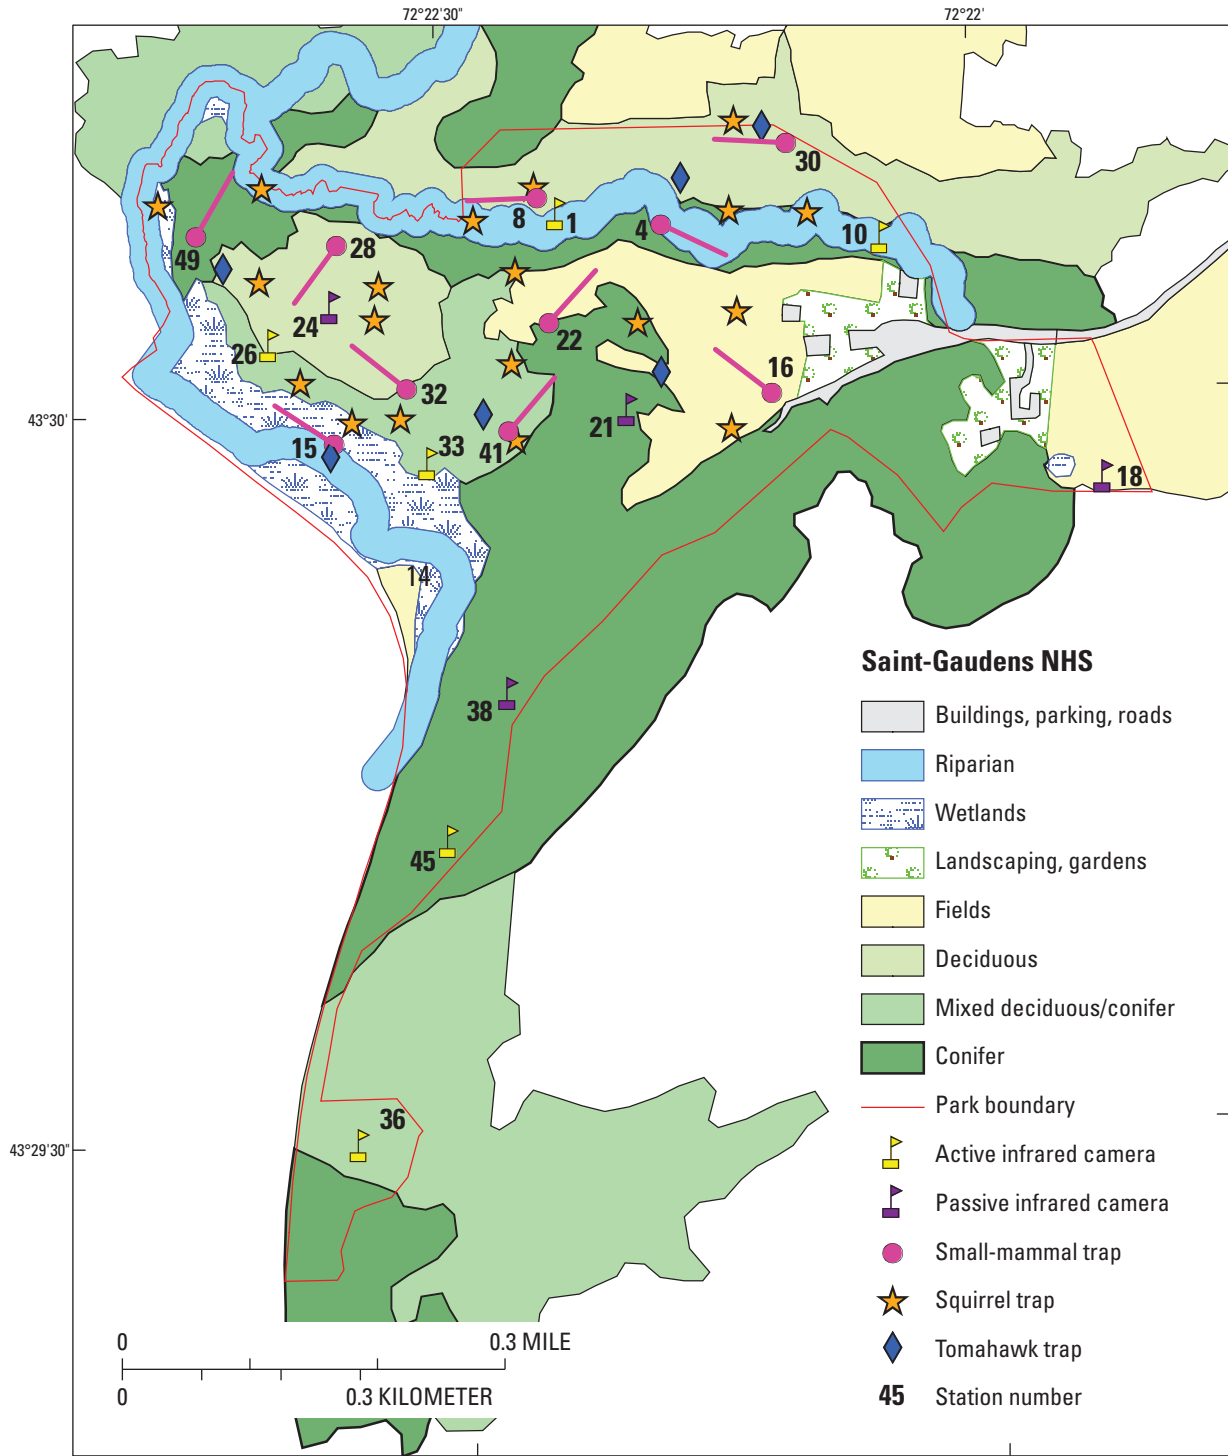 72°22'30"
72°22'
30
8
1
4
10
49
28
24
26
22
16
32
43°30'
15
33
41
21
18
14
38
45
36
43°29'30"
Saint-Gaudens NHS
Buildings, parking, roads
Riparian
Wetlands
Landscaping, gardens
Fields
Deciduous
Mixed deciduous/conifer
Conifer
Park boundary
Active infrared camera
Passive infrared camera
Small-mammal trap
Squirrel trap
Tomahawk trap
45 Station number
0 0.3 MILE
0 0.3 KILOMETER